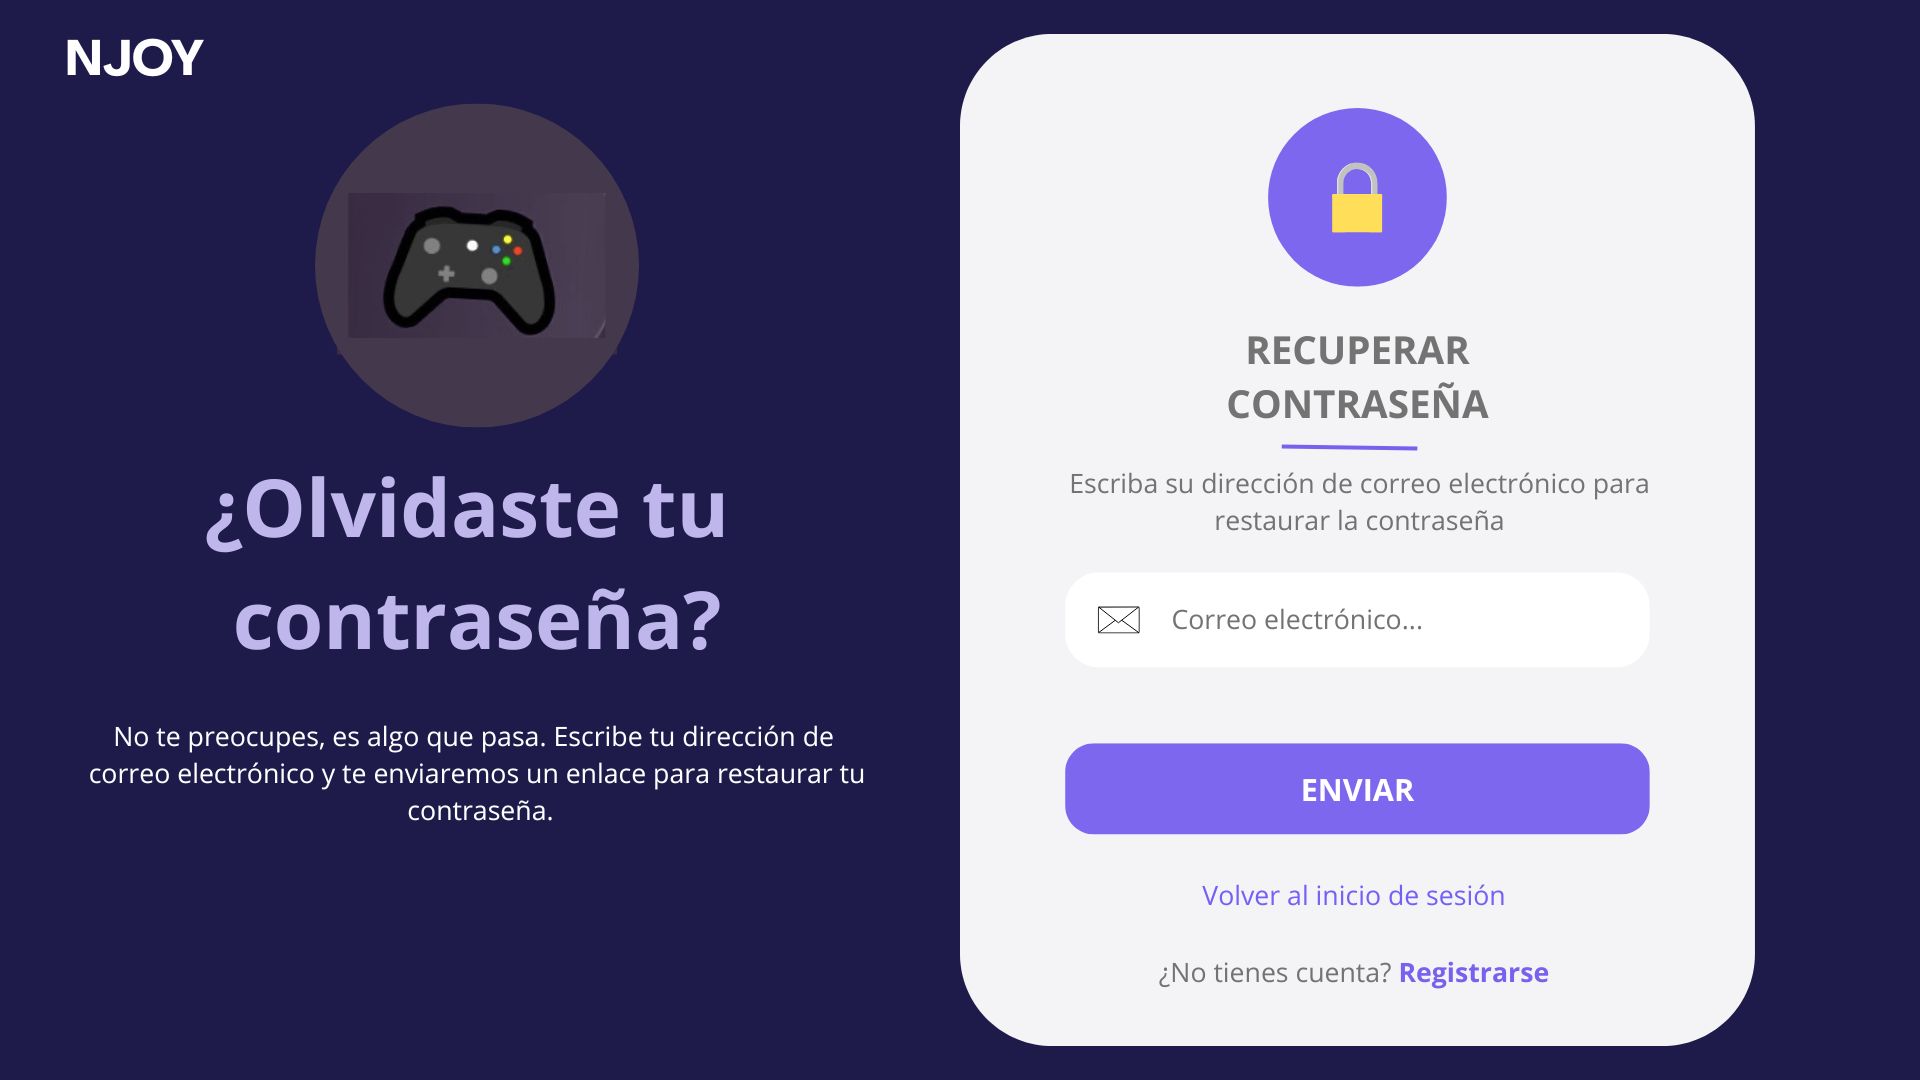 NJOY
¿Olvidaste tu
contraseña?
No te preocupes, es algo que pasa. Escribe tu dirección de
correo electrónico y te enviaremos un enlace para restaurar tu
contraseña.
RECUPERAR
CONTRASEÑA
Escriba su dirección de correo electrónico para
restaurar la contraseña
Correo electrónico...
ENVIAR
Volver al inicio de sesión
¿No tienes cuenta? Registrarse